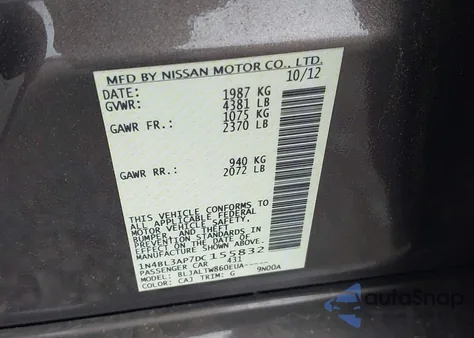 MFD BY NISSAN MOTOR CO., LTD.
10/12
DATE:
GVWR: 1987 KG
4381 LB
GAWR FR.: 1075 KG
2370 LB
GAWR RR.: 940 KG
2072 LB
THIS VEHICLE CONFORMS TO
ALL APPLICABLE FEDERAL
MOTOR VEHICLE SAFETY,
BUMPER, AND THEFT
PREVENTION STANDARDS IN
EFFECT ON THE DATE OF
MANUFACTURE SHOWN ABOVE.
1N4BL3AP7DC155832
PASSENGER CAR 431
MODEL: BLJALTW860EUA-----
COLOR: CAJ TRIM: G 9N00A
autoSnap